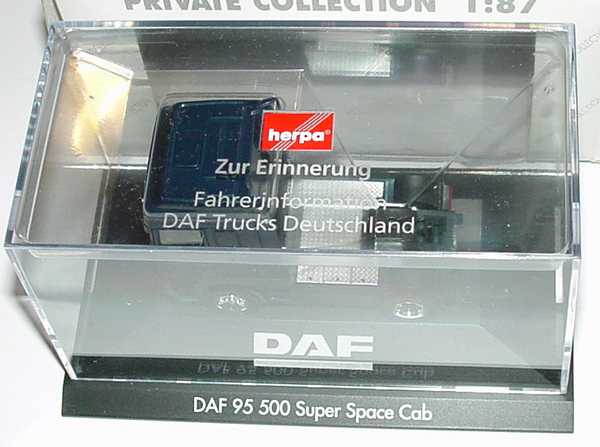 PRIVATE COLLECTION 1:87
herpa®
Zur Erinnerung
Fahrerinformation
DAF Trucks Deutschland
DAF
DAF 95 500 Super Space Cab